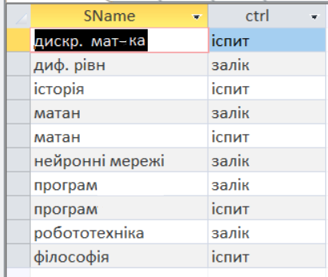 SName ctrl
дискр. мат-ка іспит
диф. рівн залік
історія іспит
матан залік
матан іспит
нейронні мережі залік
програм залік
програм іспит
робототехніка залік
філософія іспит